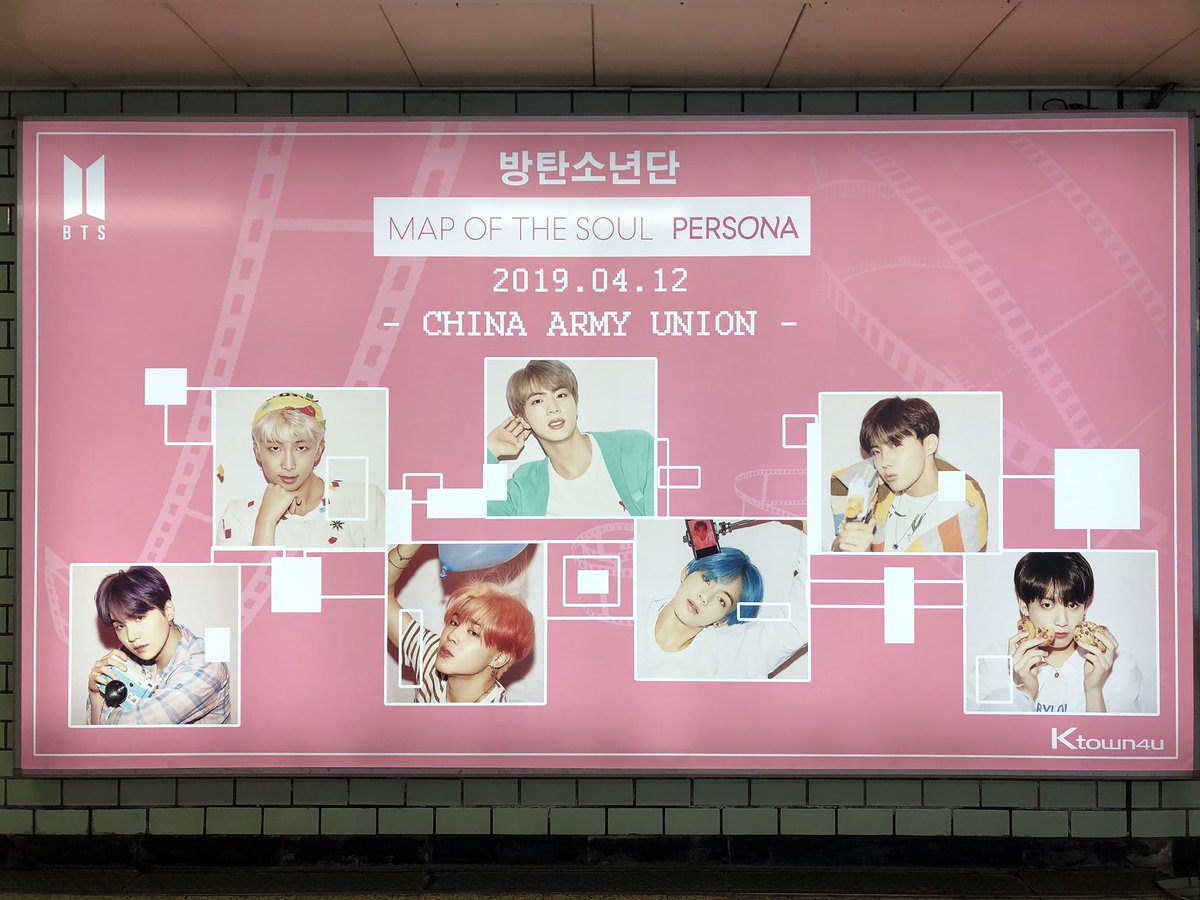 BTS
방탄소년단
MAP OF THE SOUL PERSONA
2019.04.12
- CHINA ARMY UNION -
Ktown4u